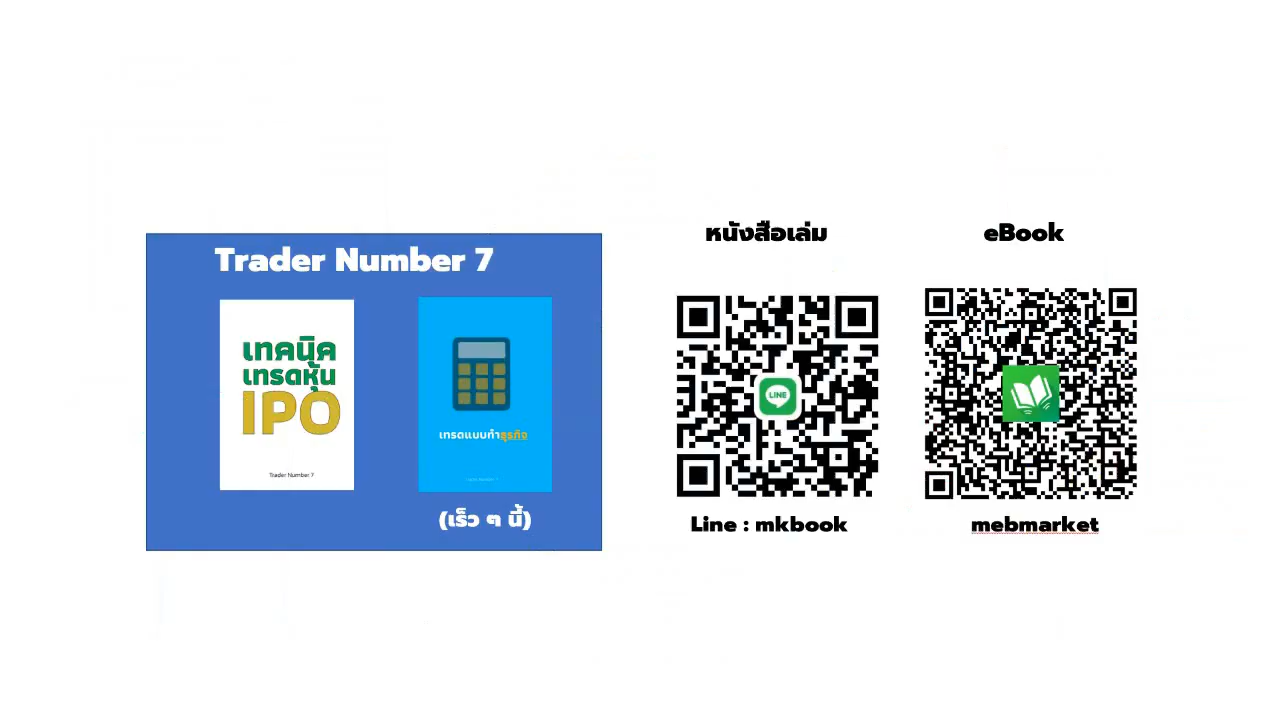 Trader Number 7
เทคนิค
เทรดหุ้น
IPO
Trader Number 7
เทรดแบบทำธุรกิจ
(เร็ว ๆ นี้)
หนังสือเล่ม
LINE
Line : mkbook
eBook
mebmarket